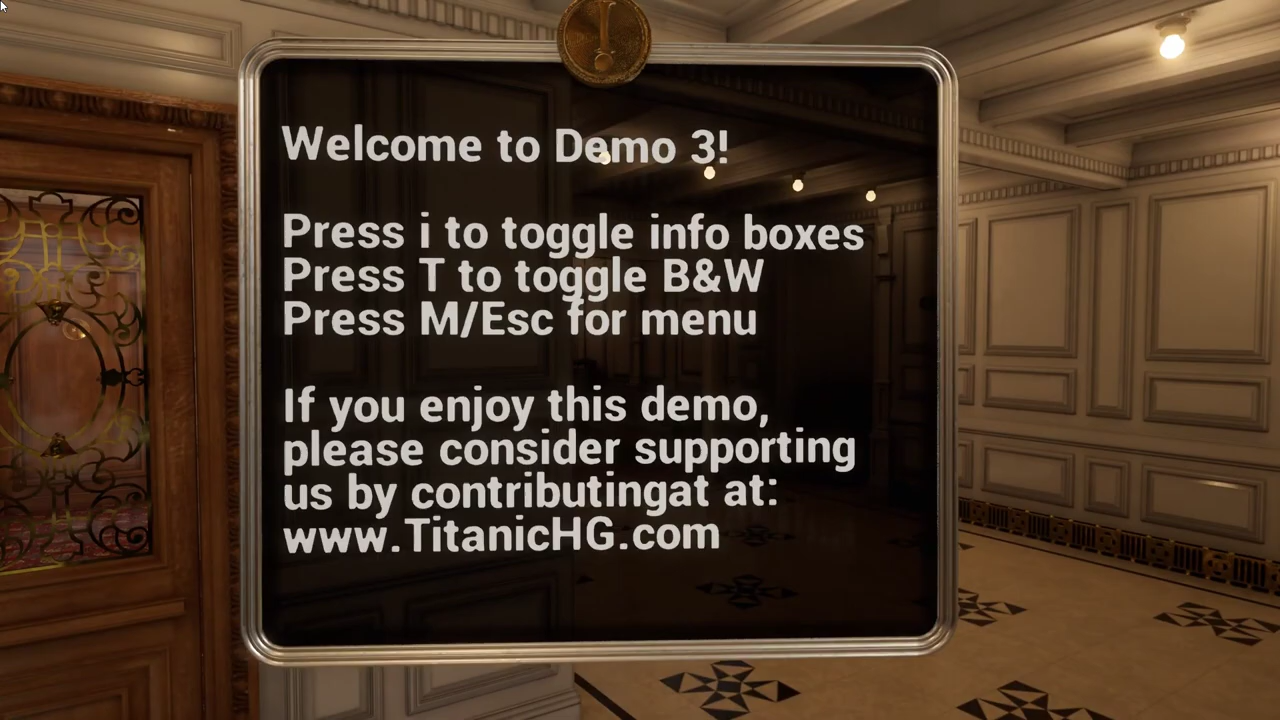 Welcome to Demo 3!
Press i to toggle info boxes
Press T to toggle B&W
Press M/Esc for menu
If you enjoy this demo,
please consider supporting
us by contributingat at:
www.TitanicHG.com